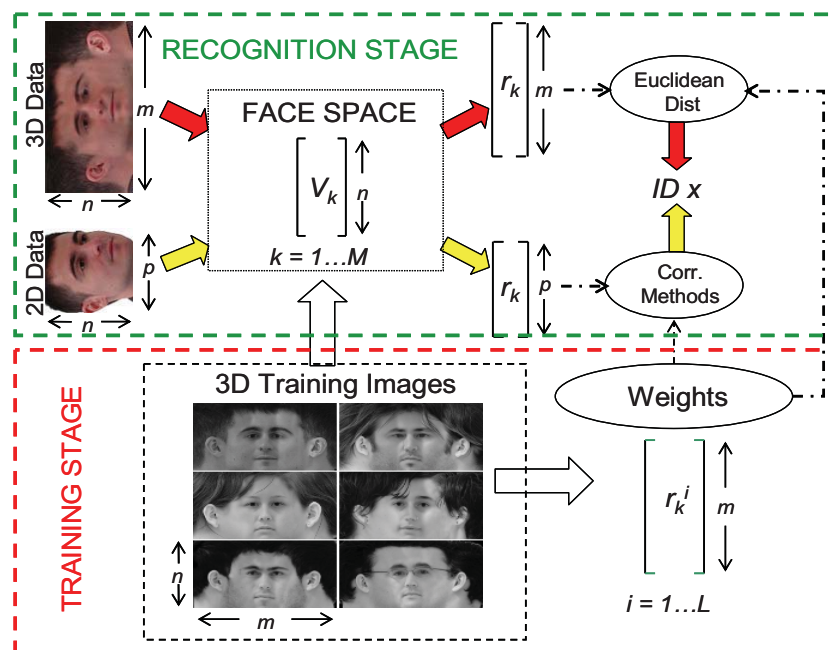 RECOGNITION STAGE
3D Data
m
n
FACE SPACE
V_k
n
k = 1...M
r_k
m
Euclidean
Dist
ID x
2D Data
p
n
r_k
p
Corr.
Methods
TRAINING STAGE
3D Training Images
n
m
Weights
r_k^i
m
i = 1...L